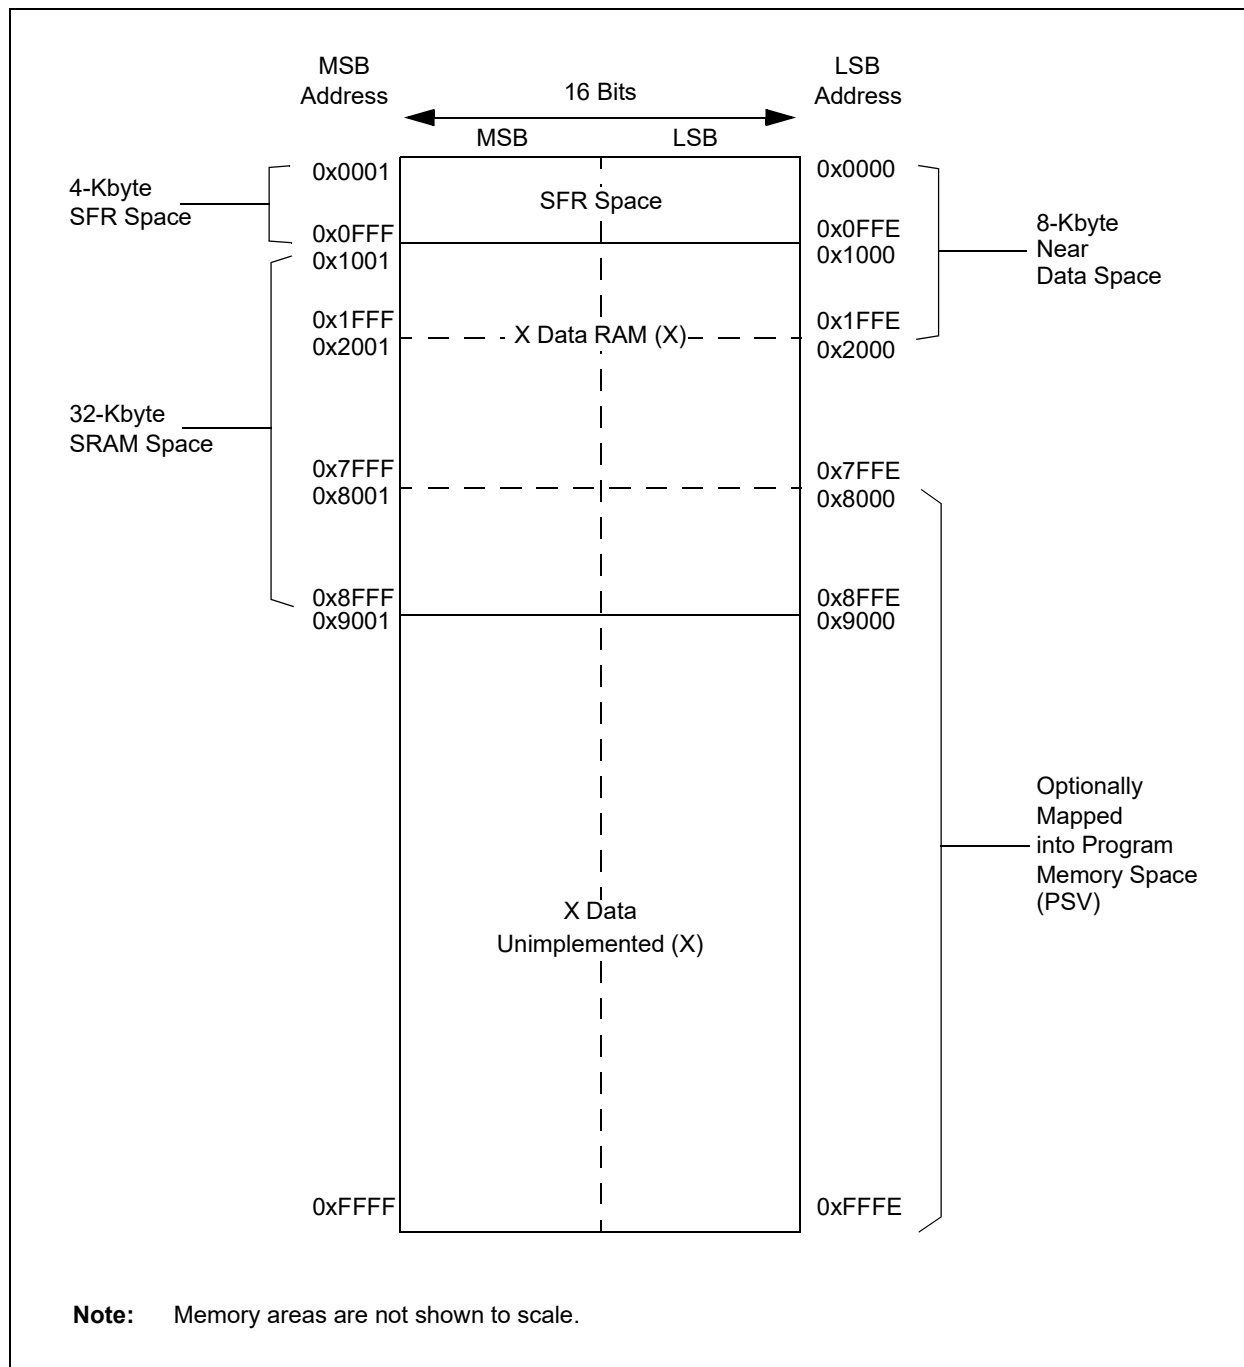 MSB
Address
16 Bits
LSB
Address
MSB
LSB
4-Kbyte
SFR Space
0x0001
0x0FFF
0x1001
SFR Space
0x0000
0x0FFE
0x1000
8-Kbyte
Near
Data Space
32-Kbyte
SRAM Space
0x1FFF
0x2001
X Data RAM (X)
0x1FFE
0x2000
0x7FFF
0x8001
0x7FFE
0x8000
0x8FFF
0x9001
0x8FFE
0x9000
Optionally
Mapped
into Program
Memory Space
(PSV)
X Data
Unimplemented (X)
0xFFFF
0xFFFE
Note: Memory areas are not shown to scale.